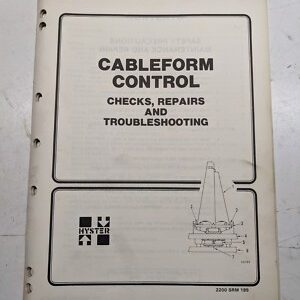 CABLEFORM
CONTROL
CHECKS, REPAIRS
AND
TROUBLESHOOTING
HYSTER
2200 SRM 195